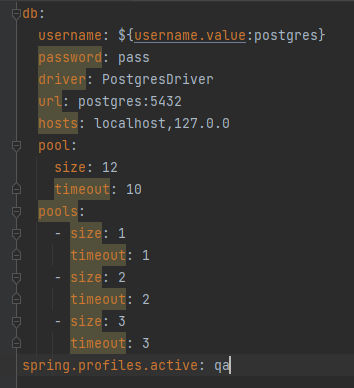 db:
  username: ${username.value:postgres}
  password: pass
  driver: PostgresDriver
  url: postgres:5432
  hosts: localhost,127.0.0
  pool:
    size: 12
    timeout: 10
  pools:
    - size: 1
      timeout: 1
    - size: 2
      timeout: 2
    - size: 3
      timeout: 3
spring.profiles.active: qa